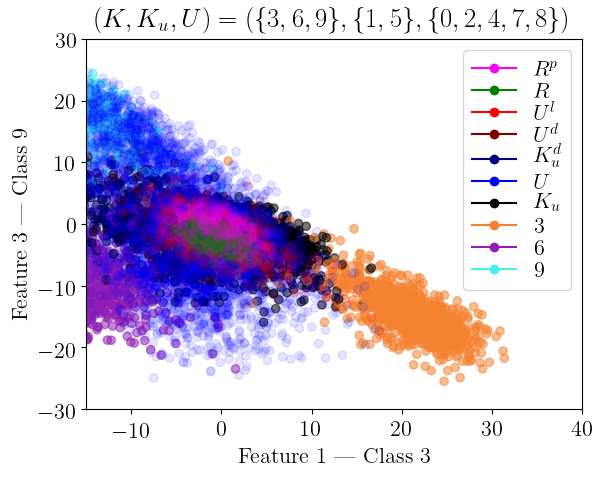 (K, K_u, U) = ({3, 6, 9}, {1, 5}, {0, 2, 4, 7, 8})
Feature 3 — Class 9
30
20
10
0
−10
−20
−30
R^p
R
U^l
U^d
K_u^d
U
K_u
3
6
9
−10 0 10 20 30 40
Feature 1 — Class 3